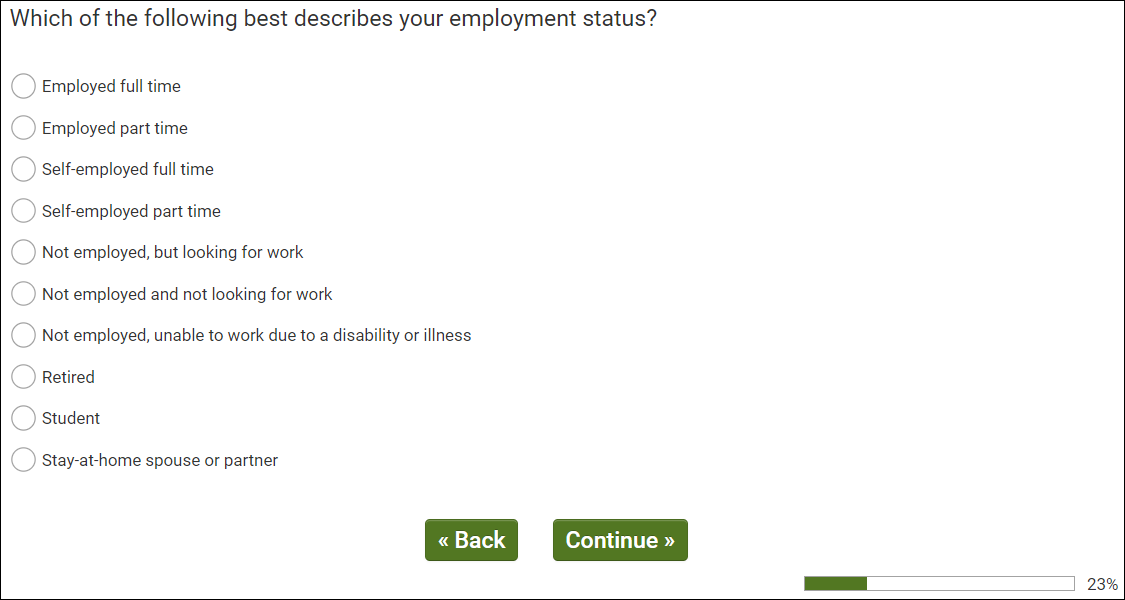 Which of the following best describes your employment status?
Employed full time
Employed part time
Self-employed full time
Self-employed part time
Not employed, but looking for work
Not employed and not looking for work
Not employed, unable to work due to a disability or illness
Retired
Student
Stay-at-home spouse or partner
« Back
Continue »
23%